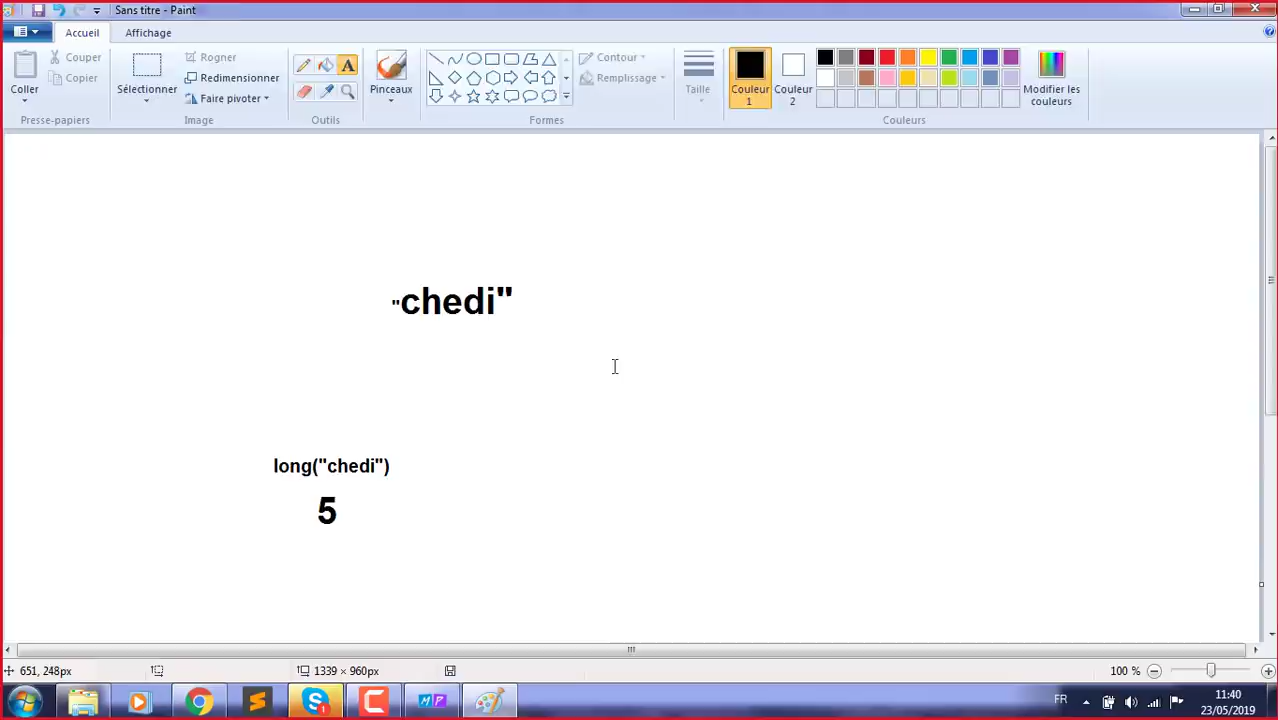 Sans titre - Paint
Accueil
Affichage
Coller
Couper
Copier
Presse-papiers
Sélectionner
Rogner
Redimensionner
Faire pivoter
Image
A
Outils
Pinceaux
Contour
Remplissage
Formes
Taille
Couleur 1
Couleur 2
Modifier les couleurs
Couleurs
"chedi"
long("chedi")
5
651, 248px
1339 × 960px
100 %
FR
11:40
23/05/2019